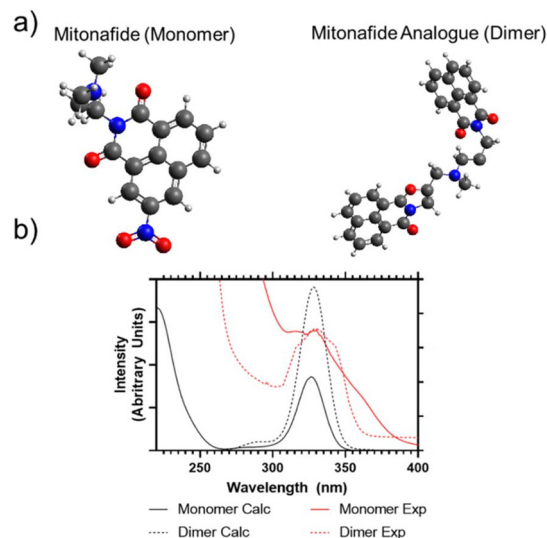 a)
Mitonafide (Monomer)
Mitonafide Analogue (Dimer)
b)
Intensity
(Abritrary Units)
250 300 350 400
Wavelength (nm)
Monomer Calc
Monomer Exp
Dimer Calc
Dimer Exp